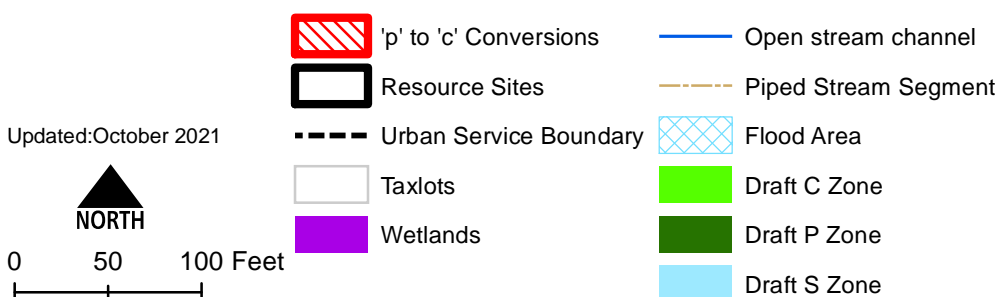 Updated:October 2021
NORTH
0 50 100 Feet
'p' to 'c' Conversions
Resource Sites
Urban Service Boundary
Taxlots
Wetlands
Open stream channel
Piped Stream Segment
Flood Area
Draft C Zone
Draft P Zone
Draft S Zone